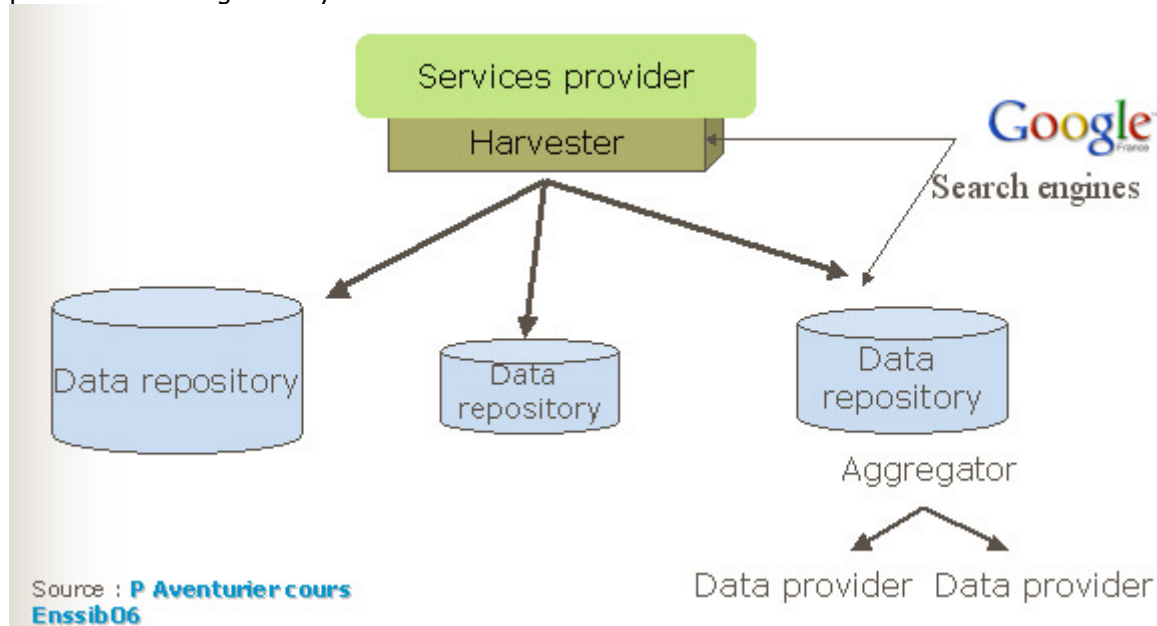 Services provider
Harvester
Google
France
Search engines
Data repository
Data
repository
Data
repository
Aggregator
Data provider Data provider
Source : P Aventurier cours
Enssib06